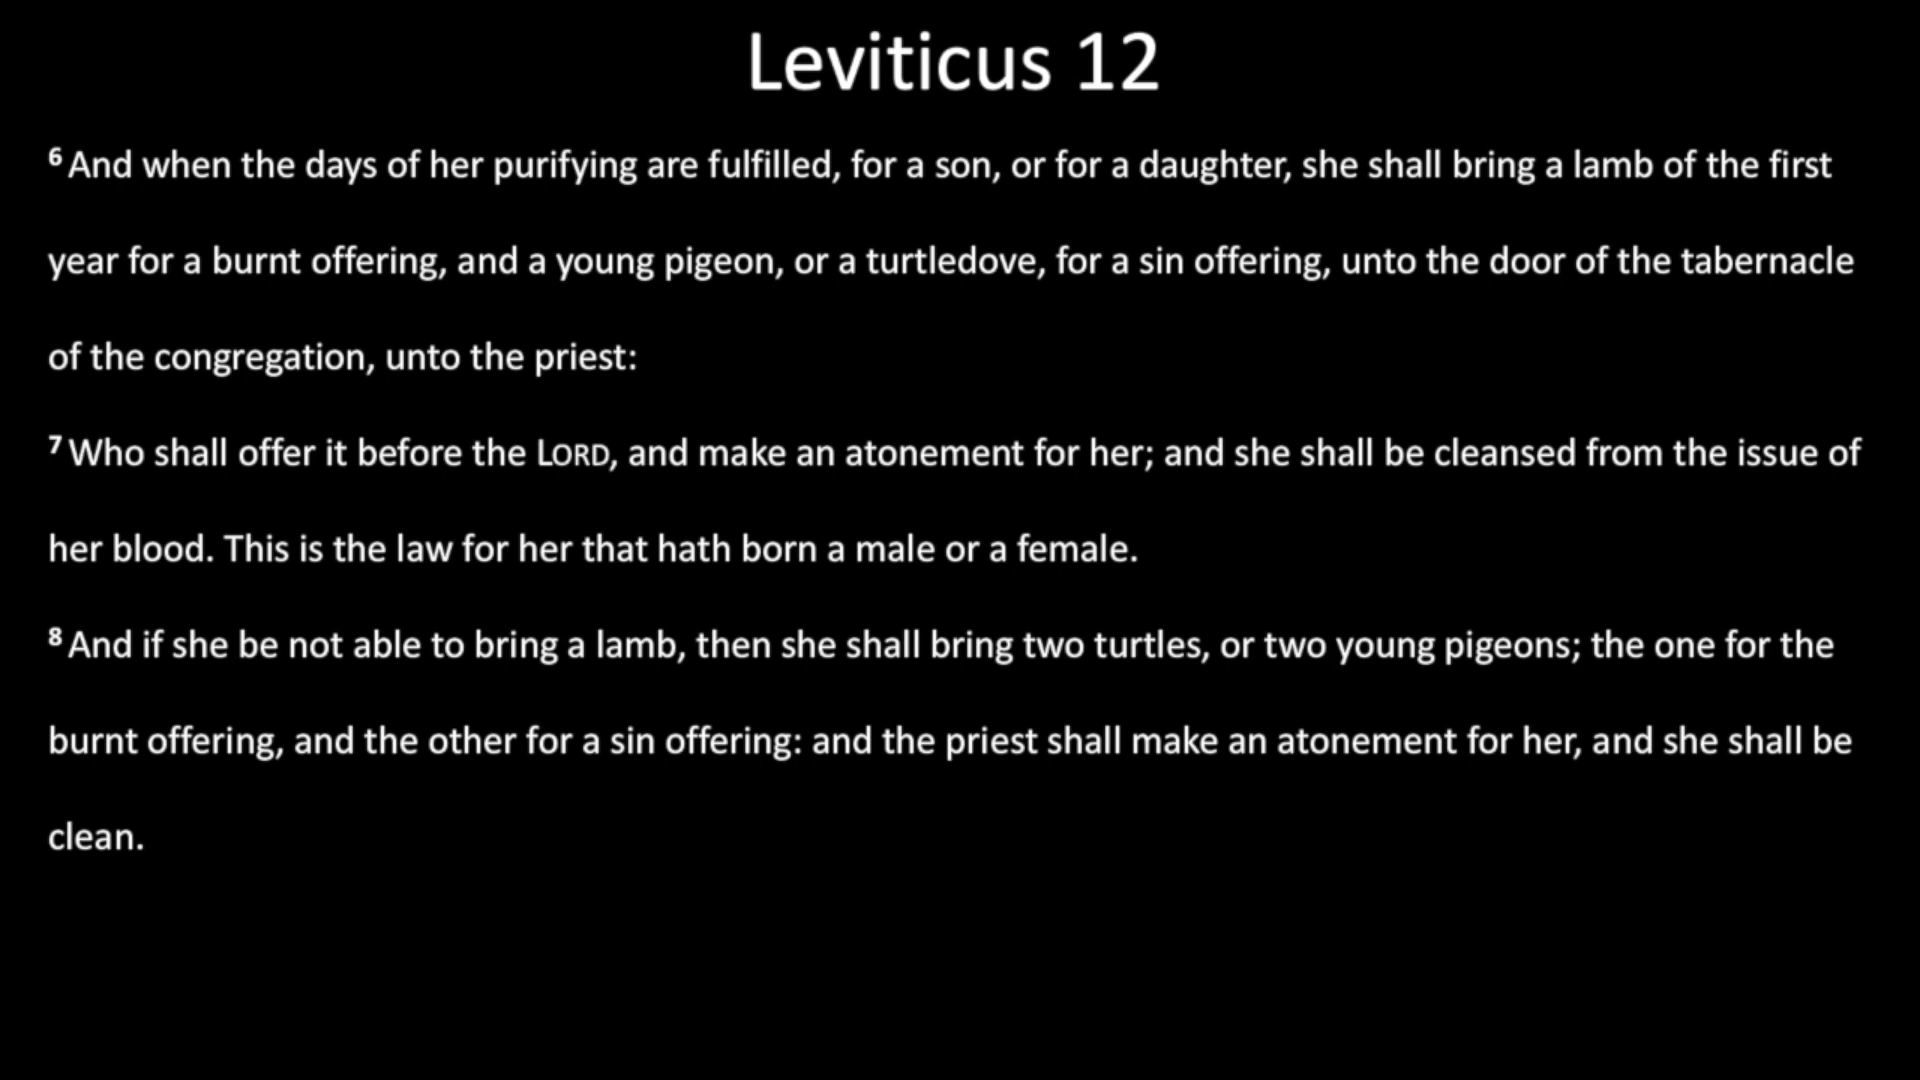 Leviticus 12
6 And when the days of her purifying are fulfilled, for a son, or for a daughter, she shall bring a lamb of the first
year for a burnt offering, and a young pigeon, or a turtledove, for a sin offering, unto the door of the tabernacle
of the congregation, unto the priest:
7 Who shall offer it before the LORD, and make an atonement for her; and she shall be cleansed from the issue of
her blood. This is the law for her that hath born a male or a female.
8 And if she be not able to bring a lamb, then she shall bring two turtles, or two young pigeons; the one for the
burnt offering, and the other for a sin offering: and the priest shall make an atonement for her, and she shall be
clean.